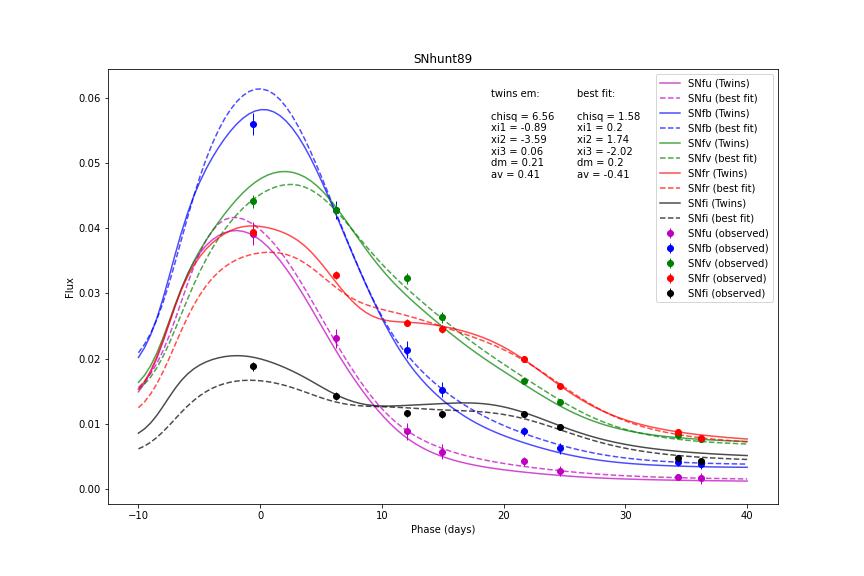 SNhunt89
twins em: best fit:
chisq = 6.56 chisq = 1.58
xi1 = -0.89 xi1 = 0.2
xi2 = -3.59 xi2 = 1.74
xi3 = 0.06 xi3 = -2.02
dm = 0.21 dm = 0.2
av = 0.41 av = -0.41
SNfu (Twins)
SNfu (best fit)
SNfb (Twins)
SNfb (best fit)
SNfv (Twins)
SNfv (best fit)
SNfr (Twins)
SNfr (best fit)
SNfi (Twins)
SNfi (best fit)
SNfu (observed)
SNfb (observed)
SNfv (observed)
SNfr (observed)
SNfi (observed)
Flux
0.06
0.05
0.04
0.03
0.02
0.01
0.00
−10 0 10 20 30 40
Phase (days)